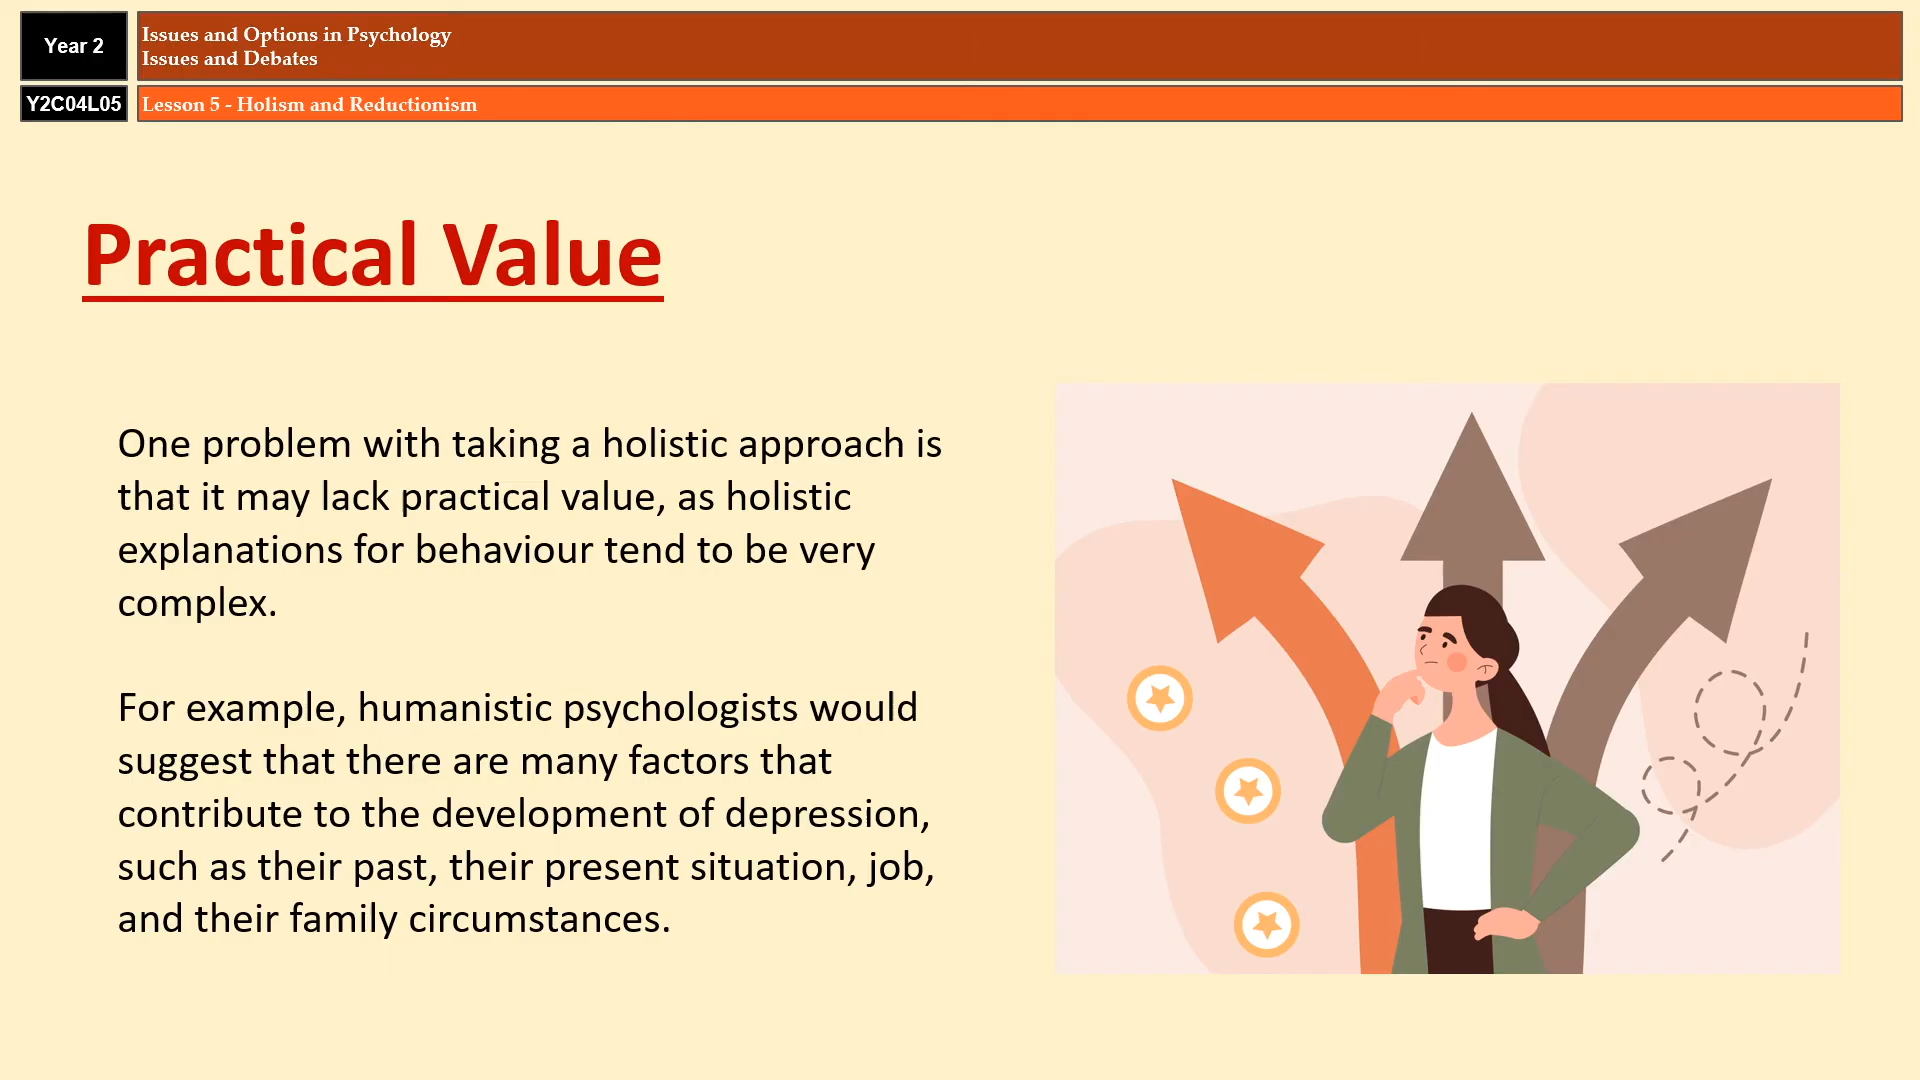 Year 2
Issues and Options in Psychology
Issues and Debates
Y2C04L05
Lesson 5 - Holism and Reductionism
Practical Value
One problem with taking a holistic approach is
that it may lack practical value, as holistic
explanations for behaviour tend to be very
complex.
For example, humanistic psychologists would
suggest that there are many factors that
contribute to the development of depression,
such as their past, their present situation, job,
and their family circumstances.